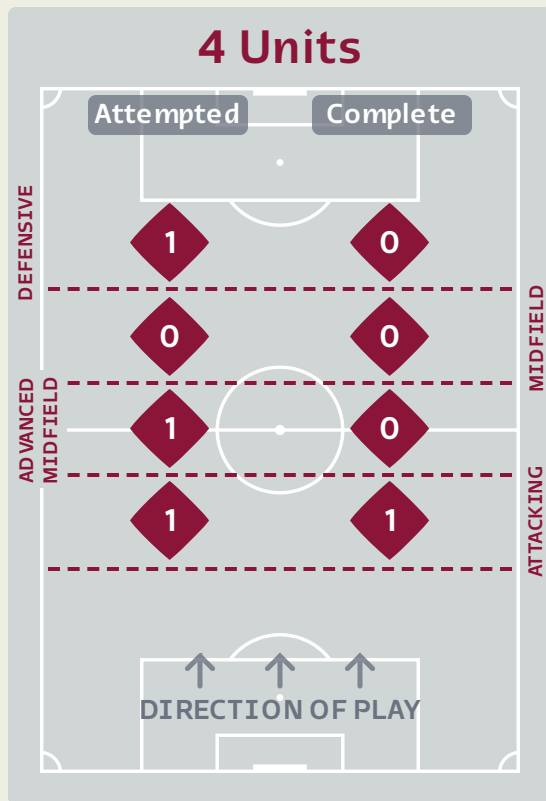 4 Units
Attempted Complete
DEFENSIVE
1 0
MIDFIELD
0 0
ADVANCED
MIDFIELD
1 0
ATTACKING
1 1
DIRECTION OF PLAY